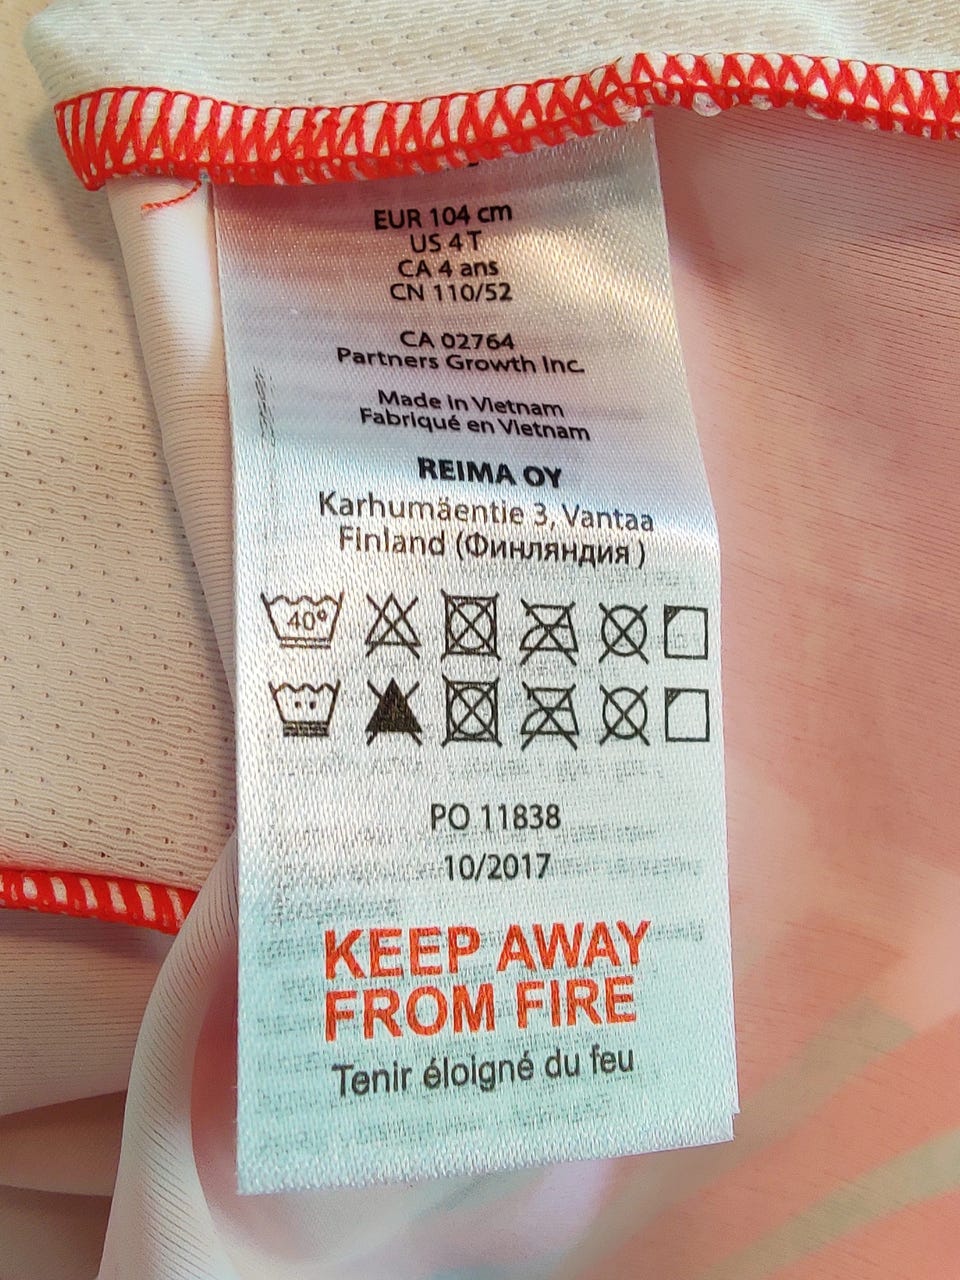 EUR 104 cm
US 4 T
CA 4 ans
CN 110/52
CA 02764
Partners Growth Inc.
Made in Vietnam
Fabriqué en Vietnam
REIMA OY
Karhumäentie 3, Vantaa
Finland (Финляндия )
40°
PO 11838
10/2017
KEEP AWAY
FROM FIRE
Tenir éloigné du feu